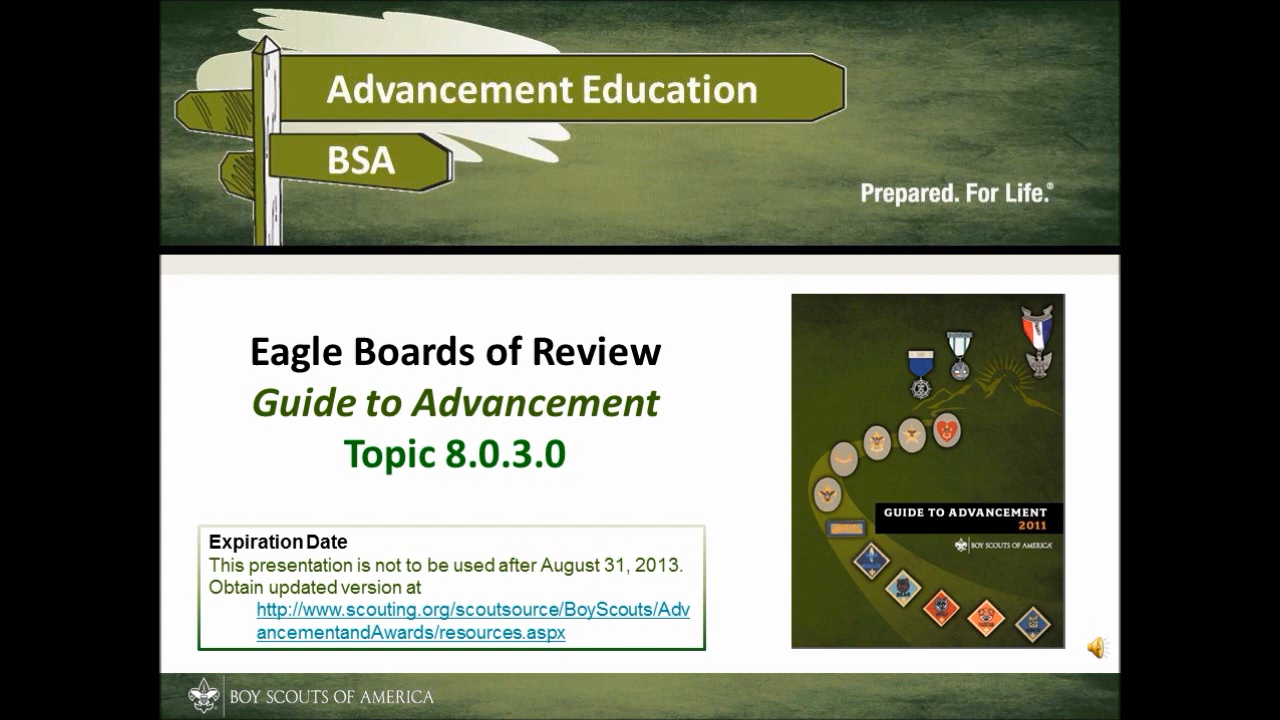 Advancement Education
BSA
Prepared. For Life.®
Eagle Boards of Review
Guide to Advancement
Topic 8.0.3.0
GUIDE TO ADVANCEMENT
2011
BOY SCOUTS OF AMERICA®
Expiration Date
This presentation is not to be used after August 31, 2013.
Obtain updated version at
http://www.scouting.org/scoutsource/BoyScouts/Adv
ancementandAwards/resources.aspx
BOY SCOUTS OF AMERICA